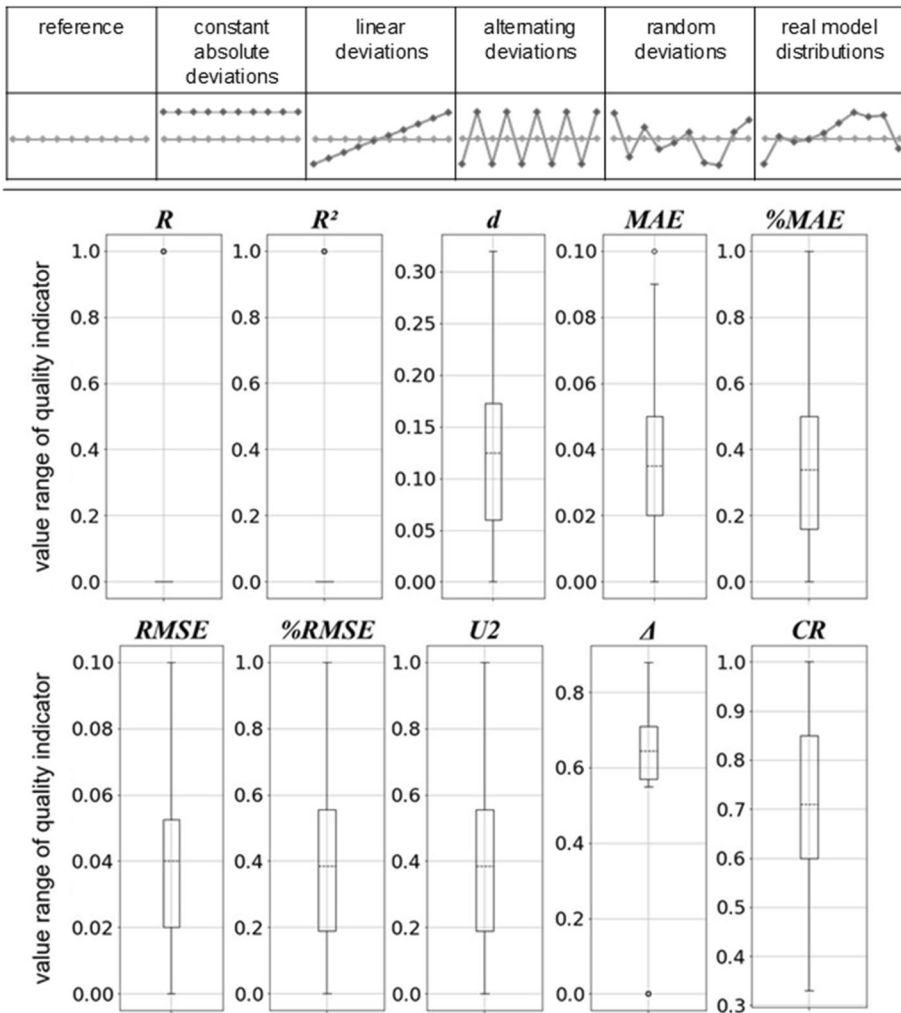 reference
constant
absolute
deviations
linear
deviations
alternating
deviations
random
deviations
real model
distributions
R
R²
d
MAE
%MAE
value range of quality indicator
1.0
0.8
0.6
0.4
0.2
0.0
1.0
0.8
0.6
0.4
0.2
0.0
0.30
0.25
0.20
0.15
0.10
0.05
0.00
0.10
0.08
0.06
0.04
0.02
0.00
1.0
0.8
0.6
0.4
0.2
0.0
RMSE
%RMSE
U2
Δ
CR
value range of quality indicator
0.10
0.08
0.06
0.04
0.02
0.00
1.0
0.8
0.6
0.4
0.2
0.0
1.0
0.8
0.6
0.4
0.2
0.0
0.8
0.6
0.4
0.2
0.0
1.0
0.9
0.8
0.7
0.6
0.5
0.4
0.3